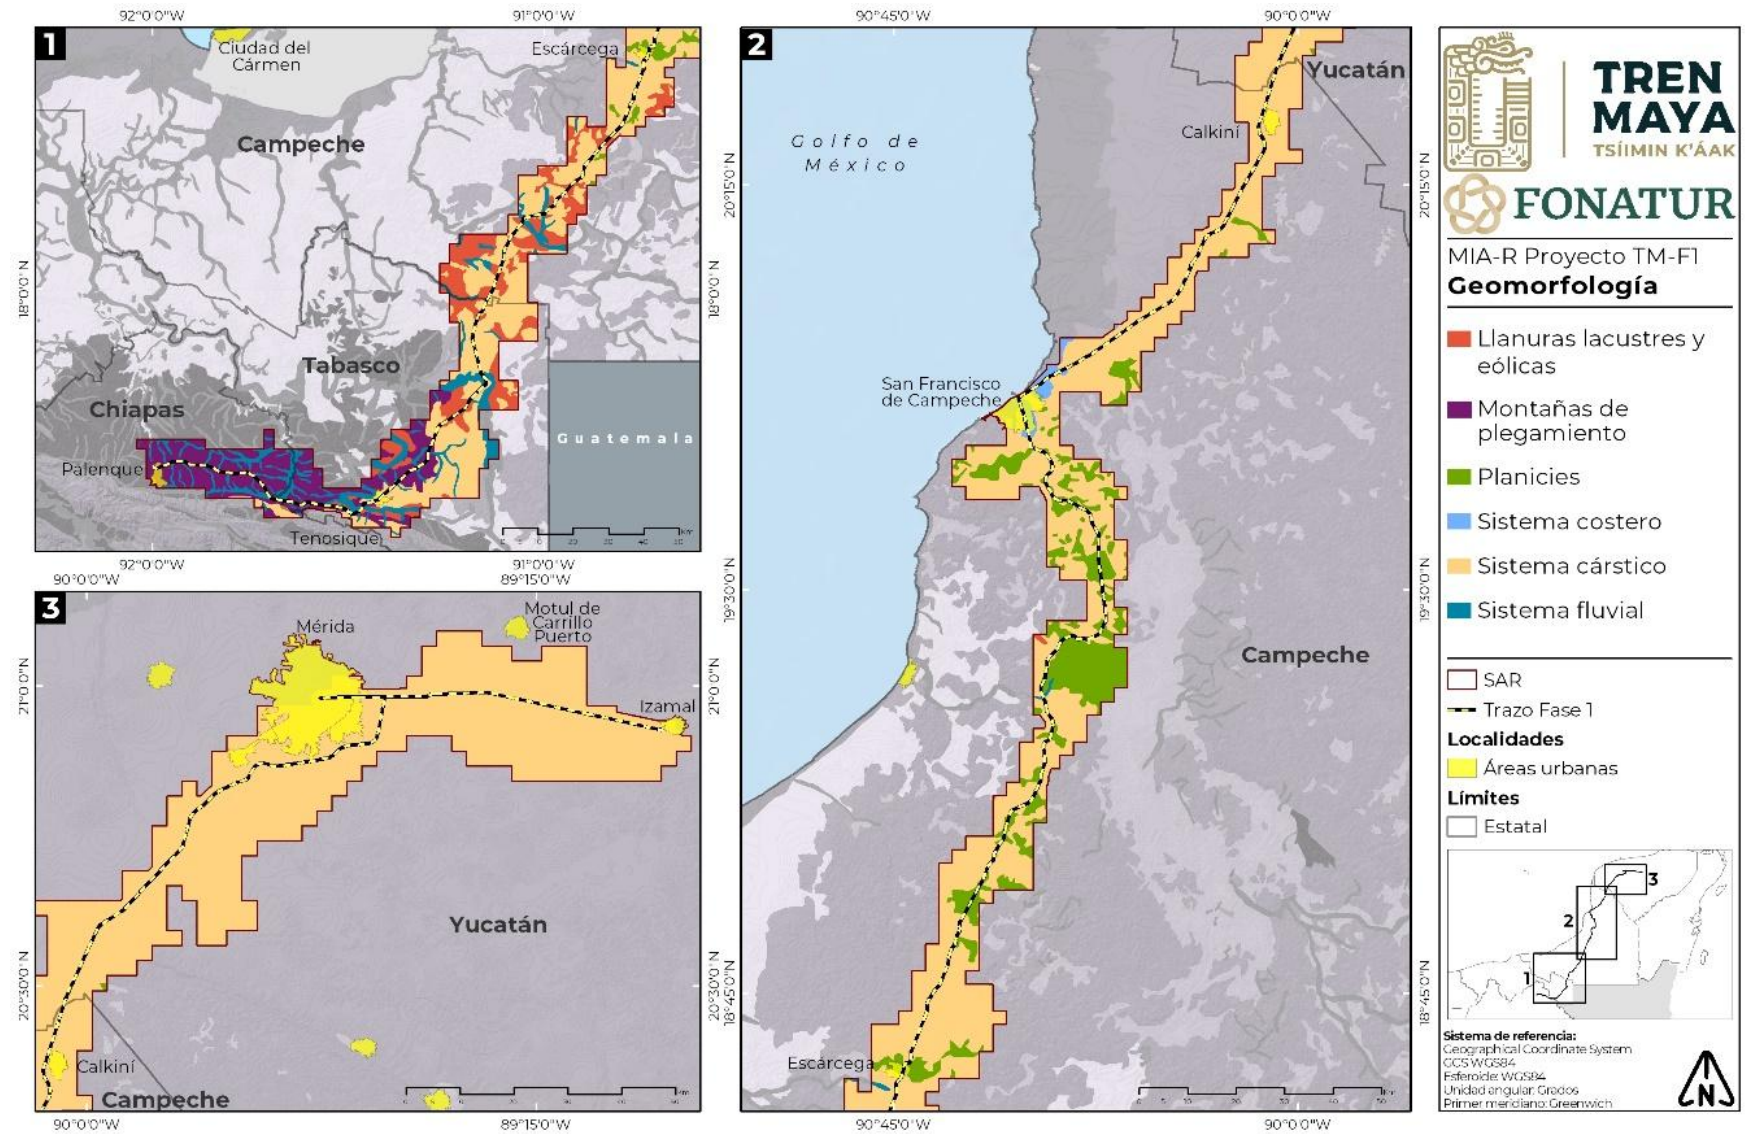 92°0'0"W
91°0'0"W
1
Ciudad del
Cármen
Escárcega
Campeche
18°0'0"N
18°0'0"N
Tabasco
Chiapas
Guatemala
Palenque
Tenosique
Km
92°0'0"W
91°0'0"W
90°0'0"W
89°15'0"W
3
Motul de
Carrillo
Puerto
Mérida
Izamal
21°0'0"N
21°0'0"N
Yucatán
20°30'0"N
20°30'0"N
Calkiní
Campeche
Km
90°0'0"W
89°15'0"W
90°45'0"W
90°0'0"W
2
Yucatán
Golfo de
México
Calkiní
20°15'0"N
20°15'0"N
San Francisco
de Campeche
19°30'0"N
19°30'0"N
Campeche
18°45'0"N
18°45'0"N
Escárcega
Km
90°45'0"W
90°0'0"W
TREN
MAYA
TSÍIMIN K'ÁAK
FONATUR
MIA-R Proyecto TM-F1
Geomorfología
Llanuras lacustres y
eólicas
Montañas de
plegamiento
Planicies
Sistema costero
Sistema cárstico
Sistema fluvial
SAR
Trazo Fase 1
Localidades
Áreas urbanas
Límites
Estatal
3
2
1
Sistema de referencia:
Geographical Coordinate System
GCS WGS84
Esferoide: WGS84
Unidad angular: Grados
Primer meridiano: Greenwich
N